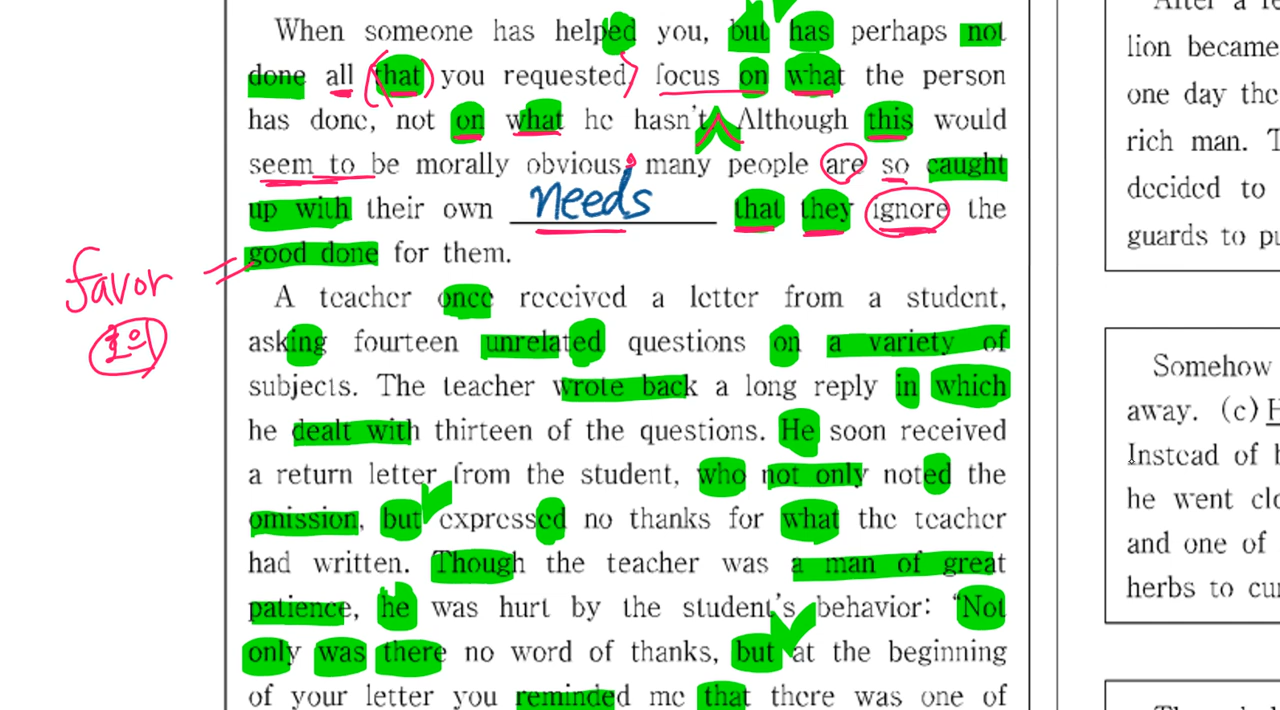 When someone has helped you, but has perhaps not
done all (that) you requested, focus on what the person
has done, not on what he hasn't. Although this would
seem to be morally obvious, many people are so caught
up with their own needs that they ignore the
good done for them.
favor =
호의
A teacher once received a letter from a student,
asking fourteen unrelated questions on a variety of
subjects. The teacher wrote back a long reply in which
he dealt with thirteen of the questions. He soon received
a return letter from the student, who not only noted the
omission, but expressed no thanks for what the teacher
had written. Though the teacher was a man of great
patience, he was hurt by the student's behavior: “Not
only was there no word of thanks, but at the beginning
of your letter you reminded me that there was one of
lion became
one day the
rich man.
decided to
guards to
Somehow
away. (c)
Instead of
he went
and one of
herbs to